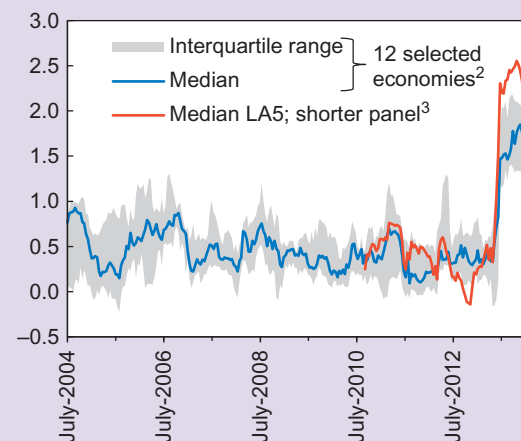 3.0
2.5
2.0
1.5
1.0
0.5
0.0
–0.5
Interquartile range
Median
12 selected
economies2
Median LA5; shorter panel3
July-2004
July-2006
July-2008
July-2010
July-2012